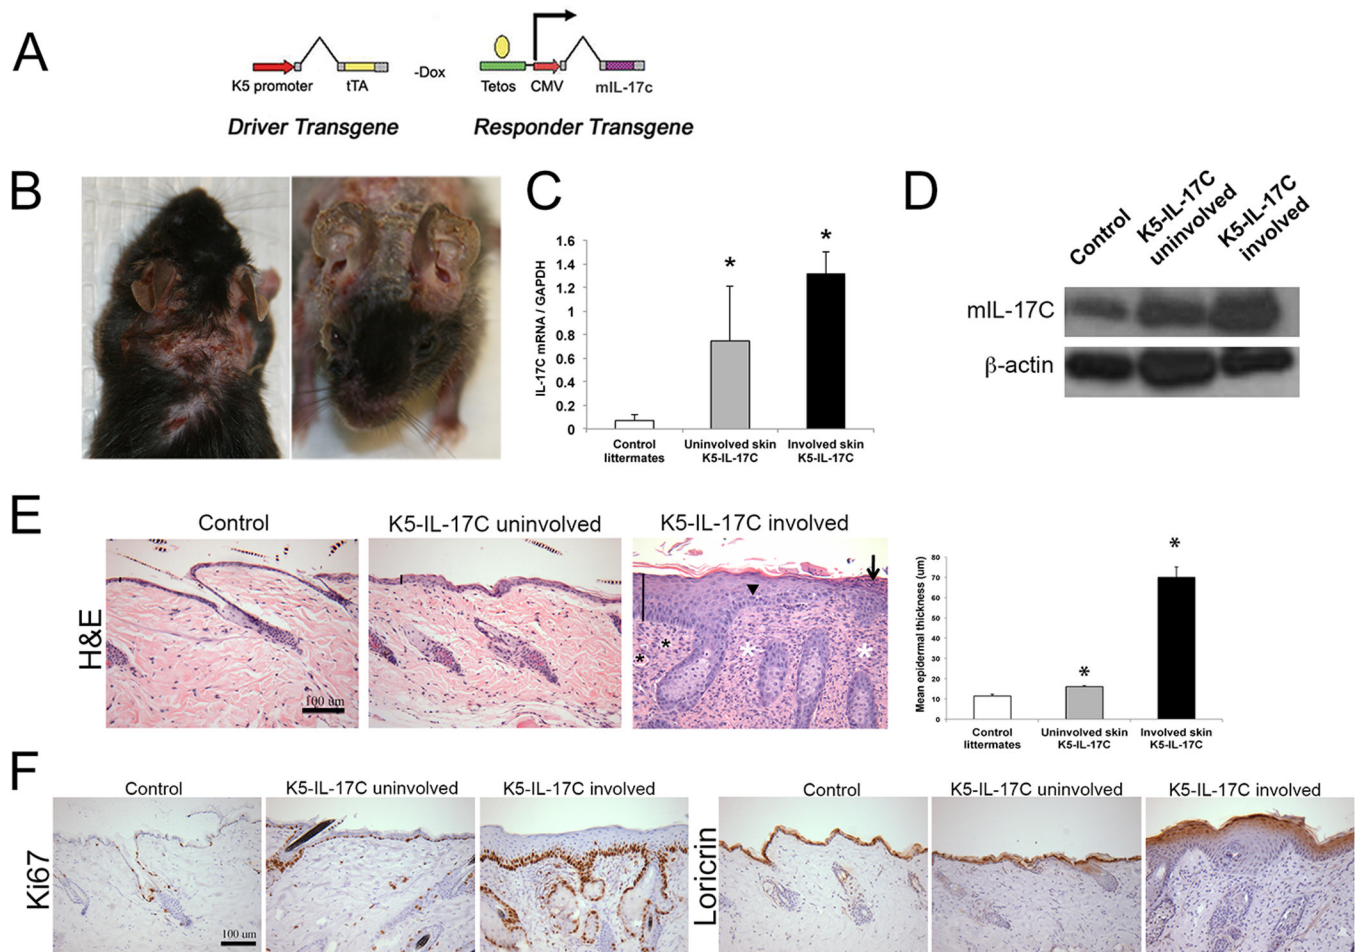 A
K5 promoter
tTA
-Dox
Tetos
CMV
mIL-17c
Driver Transgene
Responder Transgene
B
C
IL-17C mRNA / GAPDH
1.6
1.4
1.2
1
0.8
0.6
0.4
0.2
0
*
*
Control
littermates
Uninvolved skin
K5-IL-17C
Involved skin
K5-IL-17C
D
Control
K5-IL-17C
uninvolved
K5-IL-17C
involved
mIL-17C
β-actin
E
H&E
Control
K5-IL-17C uninvolved
K5-IL-17C involved
100 um
*
*
*
*
Mean epidermal thickness (um)
80
70
60
50
40
30
20
10
0
*
*
Control
littermates
Uninvolved skin
K5-IL-17C
Involved skin
K5-IL-17C
F
Ki67
Control
K5-IL-17C uninvolved
K5-IL-17C involved
100 um
Loricrin
Control
K5-IL-17C uninvolved
K5-IL-17C involved